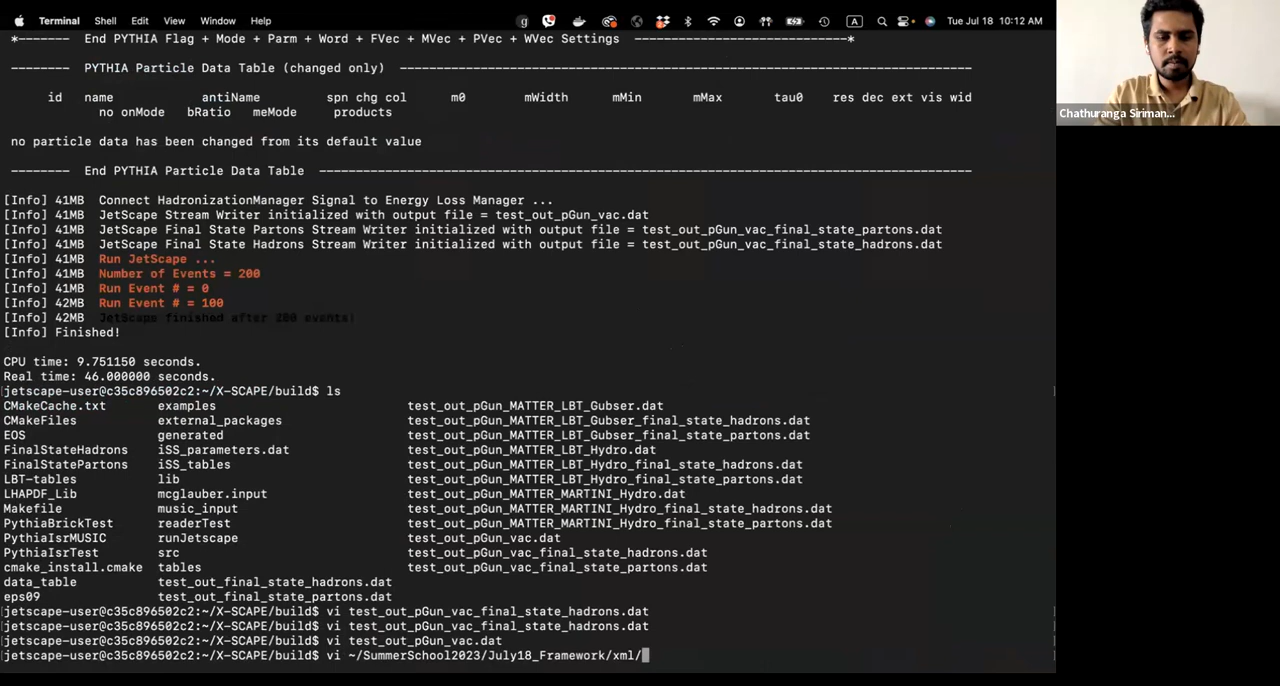 Terminal Shell Edit View Window Help g A Tue Jul 18 10:12 AM
*------- End PYTHIA Flag + Mode + Parm + Word + FVec + MVec + PVec + WVec Settings -----------------------------*
-------- PYTHIA Particle Data Table (changed only) --------------------------------------------------------------------------------
id name antiName spn chg col m0 mWidth mMin mMax tau0 res dec ext vis wid
no onMode bRatio meMode products
no particle data has been changed from its default value
-------- End PYTHIA Particle Data Table -----------------------------------------------------------------------------------------
[Info] 41MB Connect HadronizationManager Signal to Energy Loss Manager ...
[Info] 41MB JetScape Stream Writer initialized with output file = test_out_pGun_vac.dat
[Info] 41MB JetScape Final State Partons Stream Writer initialized with output file = test_out_pGun_vac_final_state_partons.dat
[Info] 41MB JetScape Final State Hadrons Stream Writer initialized with output file = test_out_pGun_vac_final_state_hadrons.dat
[Info] 41MB Run JetScape ...
[Info] 41MB Number of Events = 200
[Info] 41MB Run Event # = 0
[Info] 42MB Run Event # = 100
[Info] 42MB JetScape finished after 200 events!
[Info] Finished!
CPU time: 9.751150 seconds.
Real time: 46.000000 seconds.
[jetscape-user@c35c896502c2:~/X-SCAPE/build$ ls
CMakeCache.txt examples test_out_pGun_MATTER_LBT_Gubser.dat
CMakeFiles external_packages test_out_pGun_MATTER_LBT_Gubser_final_state_hadrons.dat
EOS generated test_out_pGun_MATTER_LBT_Gubser_final_state_partons.dat
FinalStateHadrons iSS_parameters.dat test_out_pGun_MATTER_LBT_Hydro.dat
FinalStatePartons iSS_tables test_out_pGun_MATTER_LBT_Hydro_final_state_hadrons.dat
LBT-tables lib test_out_pGun_MATTER_LBT_Hydro_final_state_partons.dat
LHAPDF_Lib mcglauber.input test_out_pGun_MATTER_MARTINI_Hydro.dat
Makefile music_input test_out_pGun_MATTER_MARTINI_Hydro_final_state_hadrons.dat
PythiaBrickTest readerTest test_out_pGun_MATTER_MARTINI_Hydro_final_state_partons.dat
PythiaIsrMUSIC runJetscape test_out_pGun_vac.dat
PythiaIsrTest src test_out_pGun_vac_final_state_hadrons.dat
cmake_install.cmake tables test_out_pGun_vac_final_state_partons.dat
data_table test_out_final_state_hadrons.dat
eps09 test_out_final_state_partons.dat
[jetscape-user@c35c896502c2:~/X-SCAPE/build$ vi test_out_pGun_vac_final_state_hadrons.dat
[jetscape-user@c35c896502c2:~/X-SCAPE/build$ vi test_out_pGun_vac_final_state_hadrons.dat
[jetscape-user@c35c896502c2:~/X-SCAPE/build$ vi test_out_pGun_vac.dat
[jetscape-user@c35c896502c2:~/X-SCAPE/build$ vi ~/SummerSchool2023/July18_Framework/xml/
Chathuranga Siriman...